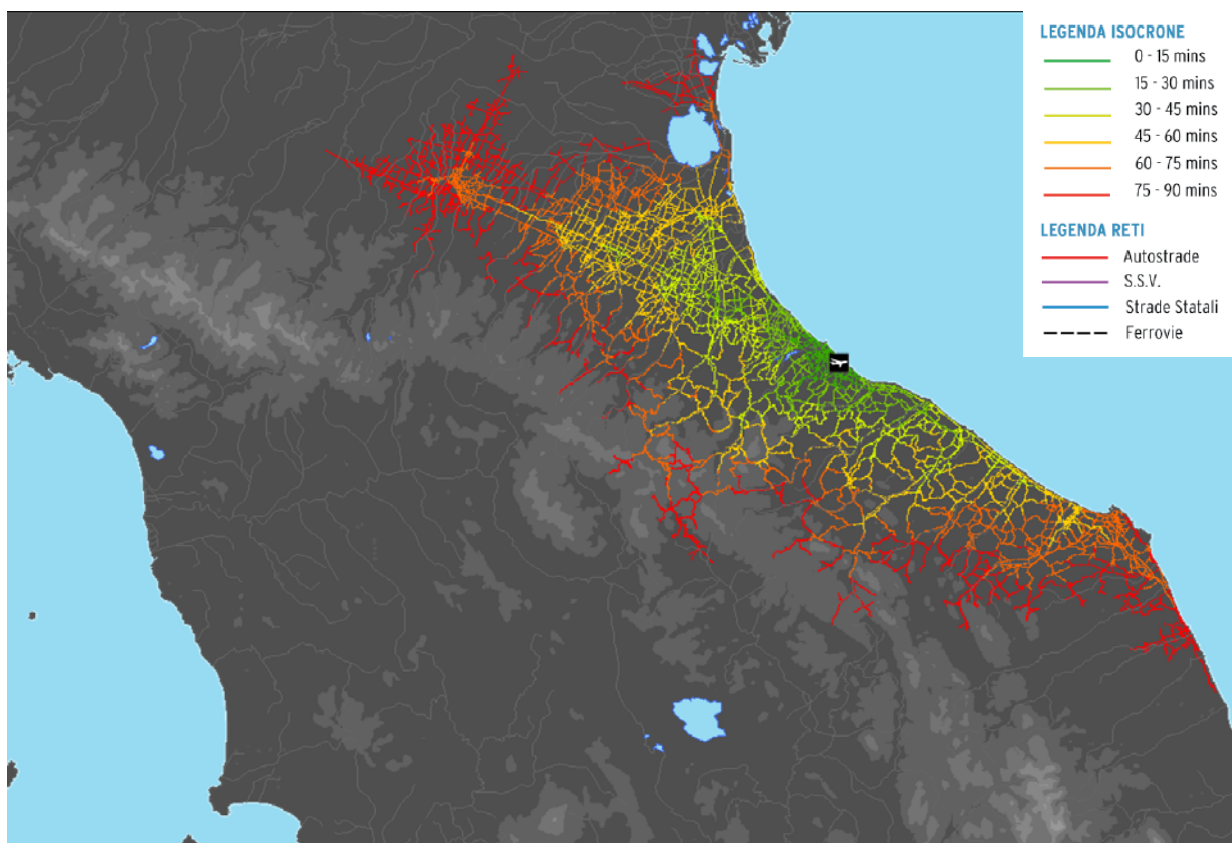 LEGENDA ISOCRONE
0 - 15 mins
15 - 30 mins
30 - 45 mins
45 - 60 mins
60 - 75 mins
75 - 90 mins
LEGENDA RETI
Autostrade
S.S.V.
Strade Statali
Ferrovie